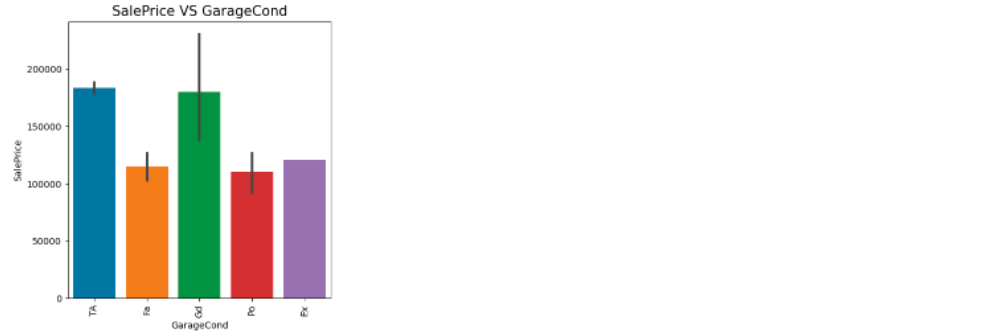 SalePrice VS GarageCond
SalePrice
200000
150000
100000
50000
0
TA
Fa
Gd
Po
Ex
GarageCond